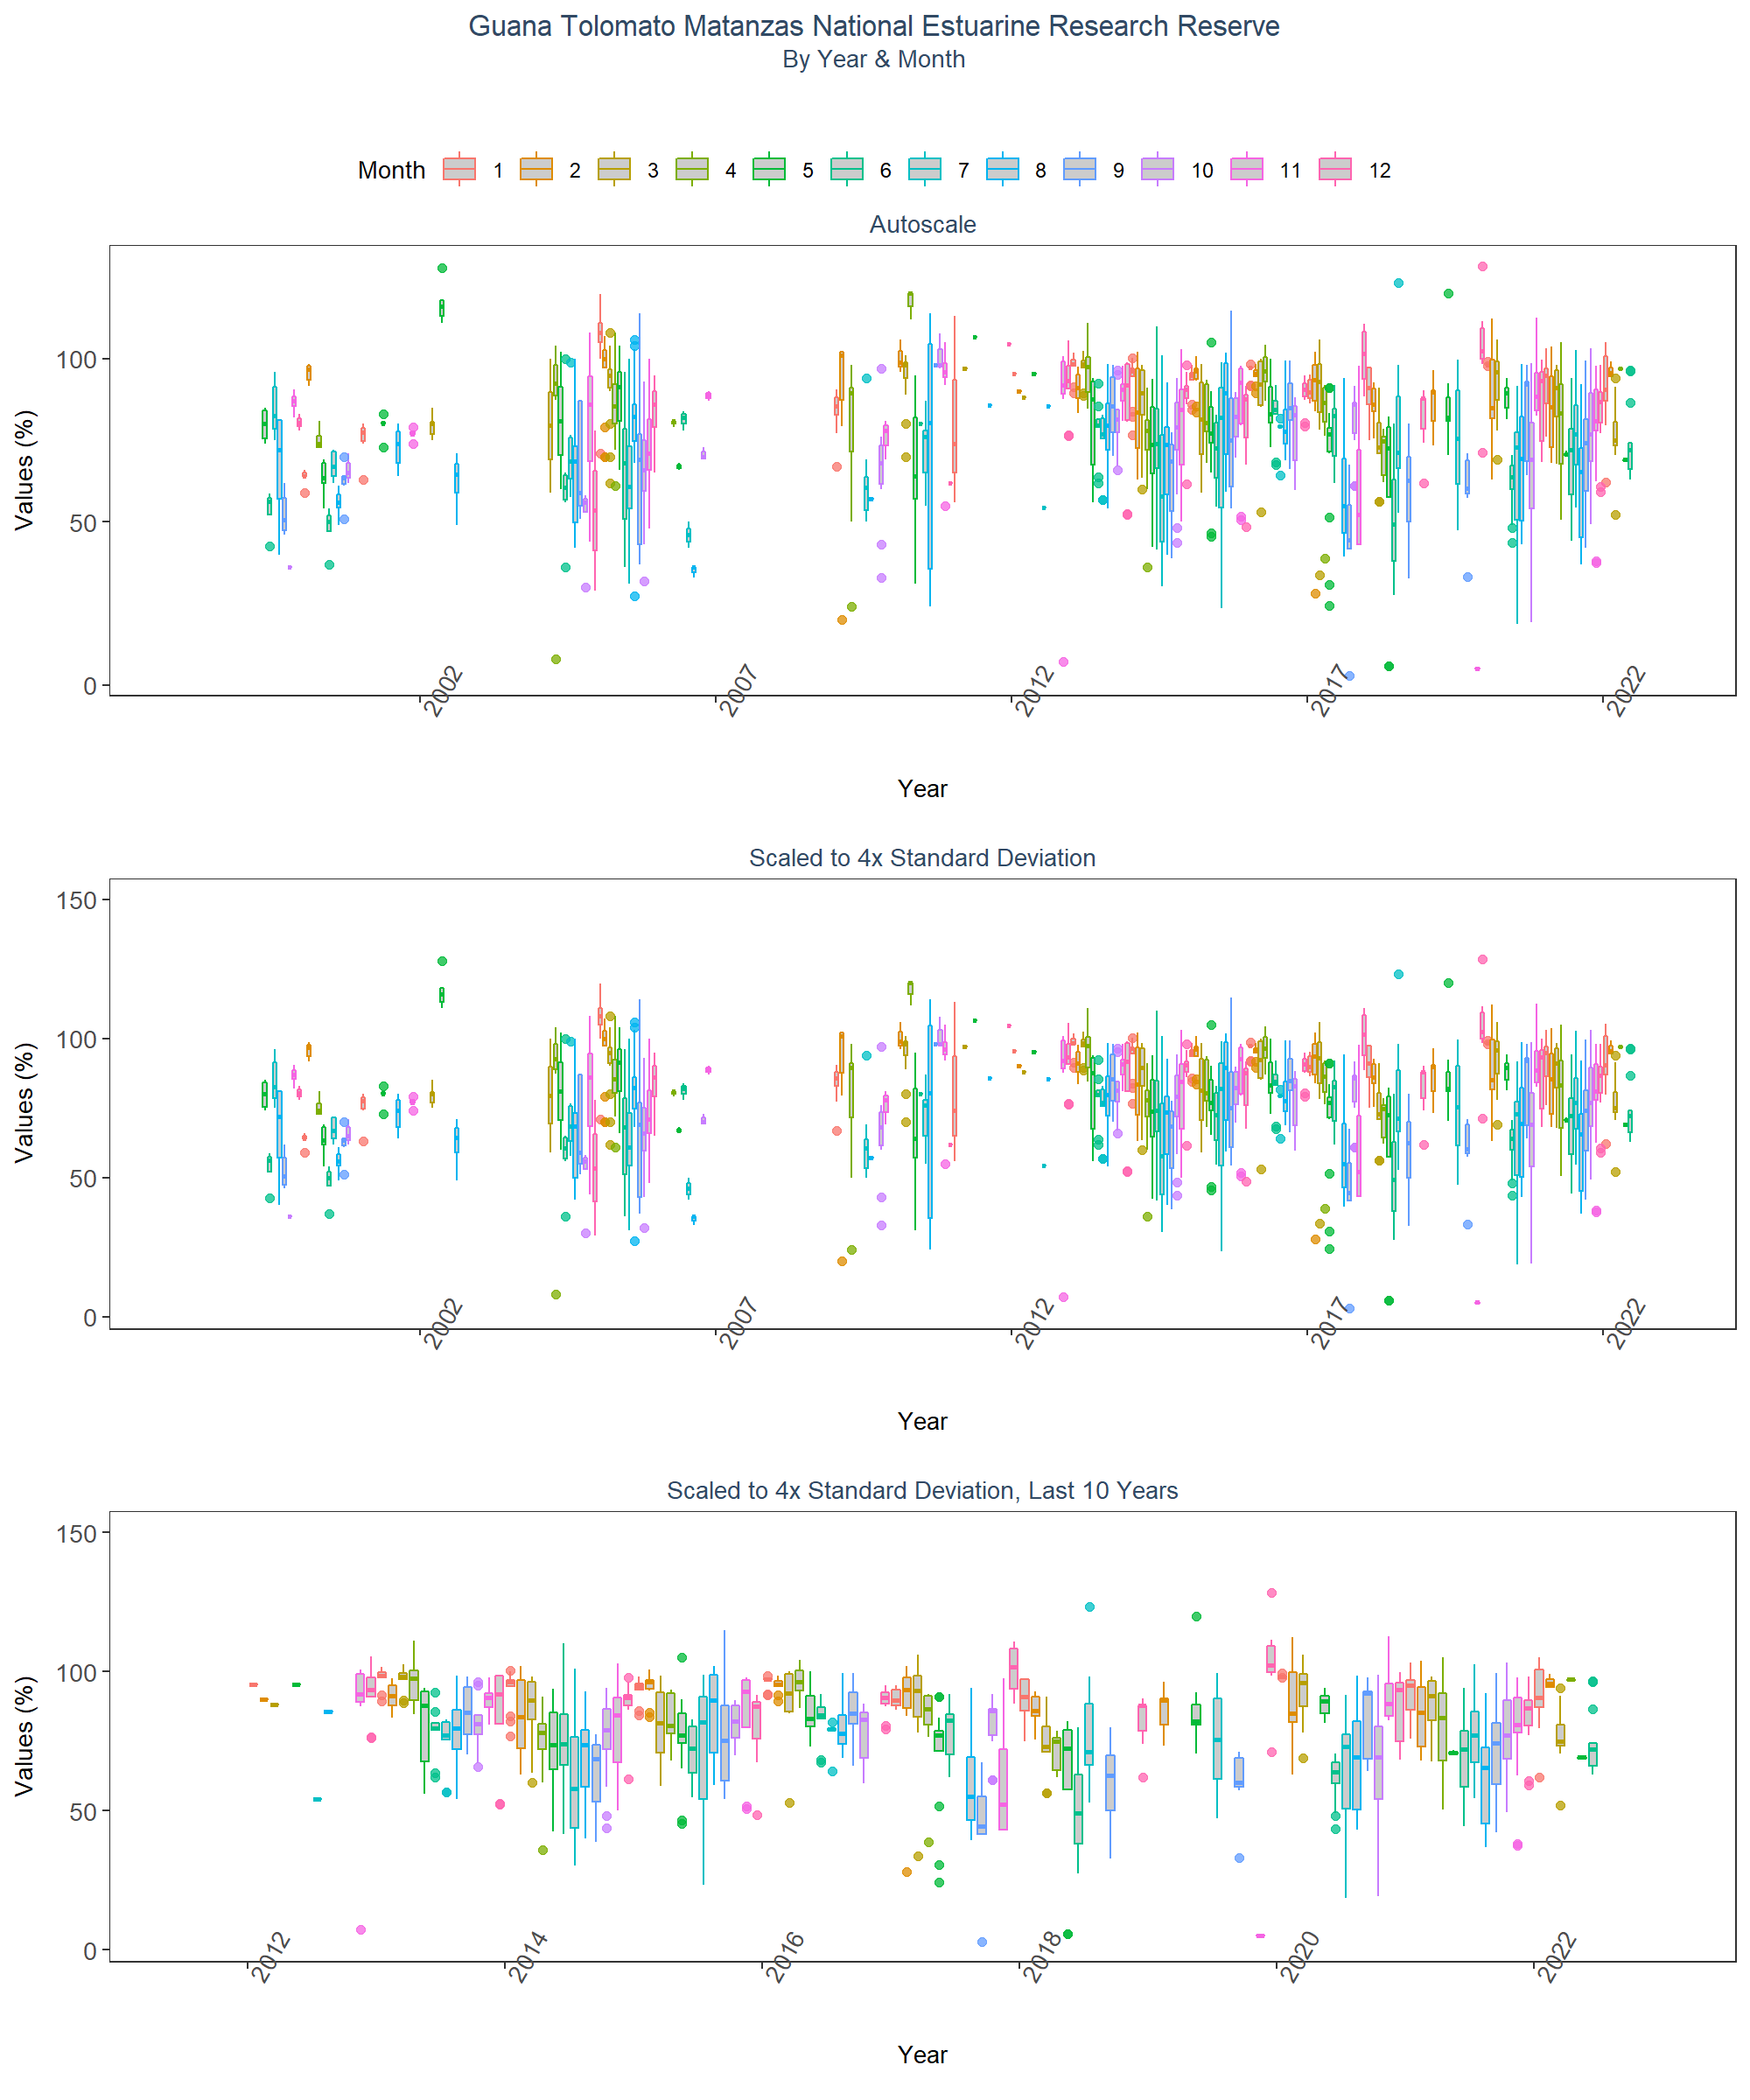 Guana Tolomato Matanzas National Estuarine Research Reserve
By Year & Month
Month 1 2 3 4 5 6 7 8 9 10 11 12
Autoscale
Values (%)
100
50
0
2002 2007 2012 2017 2022
Year
Scaled to 4x Standard Deviation
Values (%)
150
100
50
0
2002 2007 2012 2017 2022
Year
Scaled to 4x Standard Deviation, Last 10 Years
Values (%)
150
100
50
0
2012 2014 2016 2018 2020 2022
Year